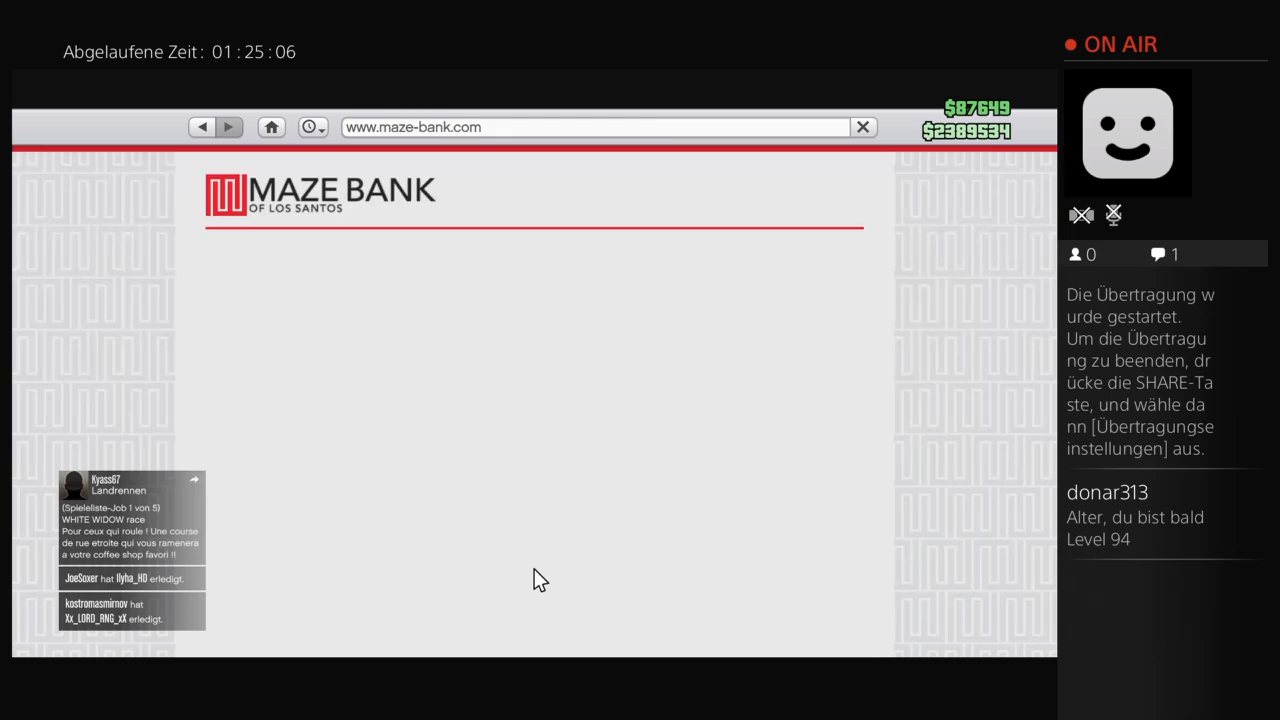 Abgelaufene Zeit: 01:25:06
ON AIR
$87649
$2389534
www.maze-bank.com
MAZE BANK
OF LOS SANTOS
0
1
Die Übertragung w
urde gestartet.
Um die Übertragu
ng zu beenden, dr
ücke die SHARE-Ta
ste, und wähle da
nn [Übertragungse
instellungen] aus.
donar313
Alter, du bist bald
Level 94
Kyass67
Landrennen
(Spieleliste-Job 1 von 5)
WHITE WIDOW race
Pour ceux qui roule ! Une course
de rue etroite qui vous ramenera
a votre coffee shop favori !!
JoeSoxer hat Ilyha_HD erledigt.
kostromasmirnov hat
Xx_LORD_RNG_xX erledigt.